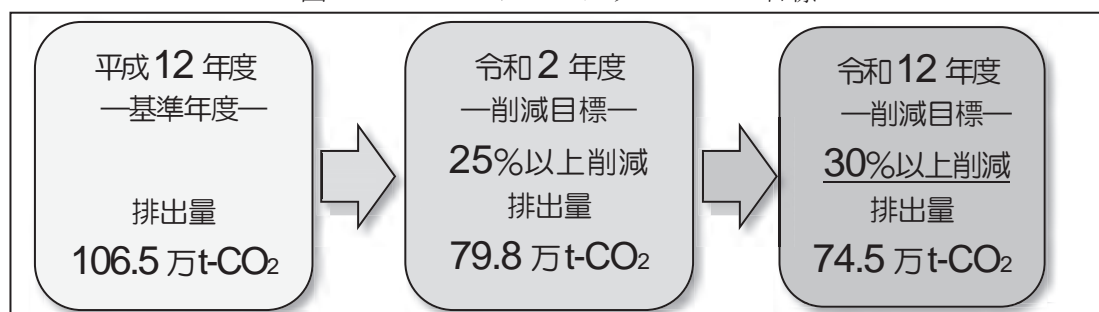 平成12年度
―基準年度―
排出量
106.5万t-CO2
令和2年度
―削減目標―
25%以上削減
排出量
79.8万t-CO2
令和12年度
―削減目標―
30%以上削減
排出量
74.5万t-CO2